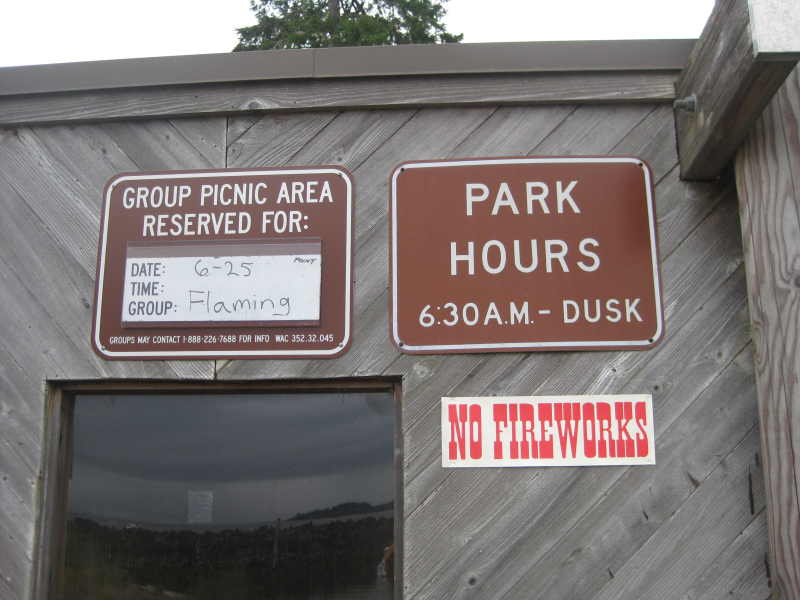 GROUP PICNIC AREA
RESERVED FOR:
DATE: 6-25
TIME:
GROUP: Flaming
GROUPS MAY CONTACT 1-888-226-7688 FOR INFO WAC 352.32.045
PARK
HOURS
6:30 A.M. - DUSK
NO FIREWORKS